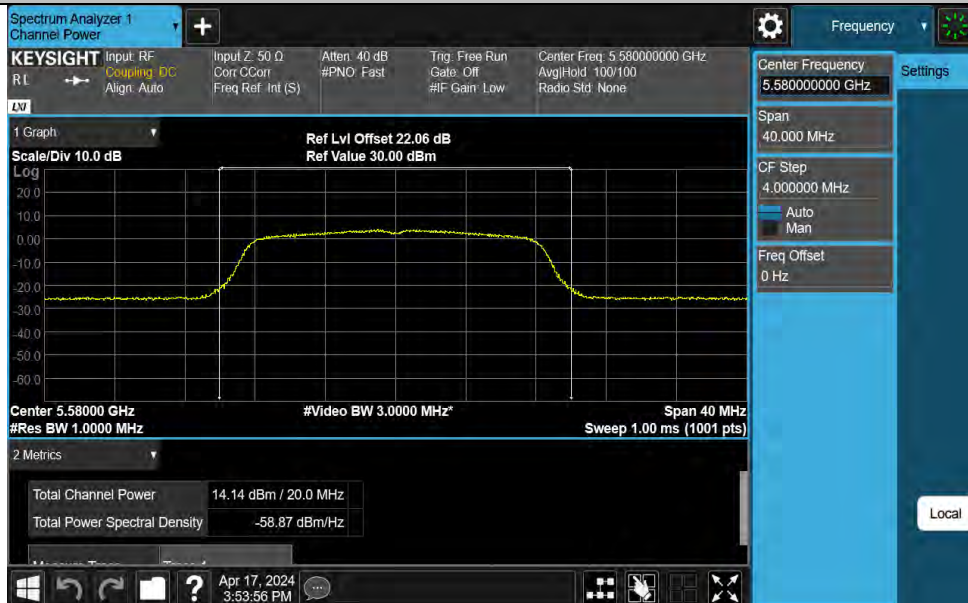 Spectrum Analyzer 1
Channel Power
+
Frequency
KEYSIGHT
Input: RF
Coupling: DC
Align: Auto
Input Z: 50 Ω
Corr CCorr
Freq Ref: Int (S)
Atten: 40 dB
#PNO: Fast
Trig: Free Run
Gate: Off
#IF Gain: Low
Center Freq: 5.580000000 GHz
Avg|Hold: 100/100
Radio Std: None
LXI
Center Frequency
5.580000000 GHz
Settings
Span
40.000 MHz
CF Step
4.000000 MHz
Auto
Man
Freq Offset
0 Hz
1 Graph
Scale/Div 10.0 dB
Ref Lvl Offset 22.06 dB
Ref Value 30.00 dBm
Log
20.0
10.0
0.00
-10.0
-20.0
-30.0
-40.0
-50.0
-60.0
Center 5.58000 GHz
#Video BW 3.0000 MHz*
Span 40 MHz
#Res BW 1.0000 MHz
Sweep 1.00 ms (1001 pts)
2 Metrics
Total Channel Power 14.14 dBm / 20.0 MHz
Total Power Spectral Density -58.87 dBm/Hz
Local
?
Apr 17, 2024
3:53:56 PM